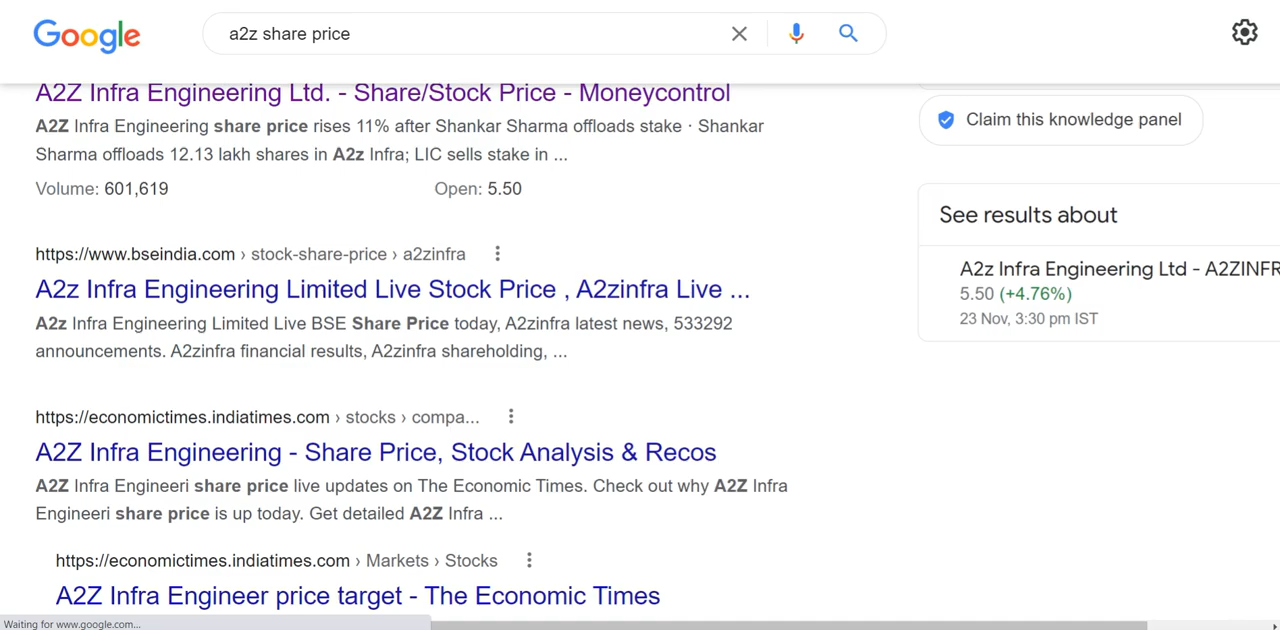 Google
a2z share price
A2Z Infra Engineering Ltd. - Share/Stock Price - Moneycontrol
A2Z Infra Engineering share price rises 11% after Shankar Sharma offloads stake · Shankar
Sharma offloads 12.13 lakh shares in A2z Infra; LIC sells stake in ...
Volume: 601,619 Open: 5.50
https://www.bseindia.com › stock-share-price › a2zinfra
A2z Infra Engineering Limited Live Stock Price , A2zinfra Live ...
A2z Infra Engineering Limited Live BSE Share Price today, A2zinfra latest news, 533292
announcements. A2zinfra financial results, A2zinfra shareholding, ...
https://economictimes.indiatimes.com › stocks › compa...
A2Z Infra Engineering - Share Price, Stock Analysis & Recos
A2Z Infra Engineeri share price live updates on The Economic Times. Check out why A2Z Infra
Engineeri share price is up today. Get detailed A2Z Infra ...
https://economictimes.indiatimes.com › Markets › Stocks
A2Z Infra Engineer price target - The Economic Times
Claim this knowledge panel
See results about
A2z Infra Engineering Ltd - A2ZINFR
5.50 (+4.76%)
23 Nov, 3:30 pm IST
Waiting for www.google.com...